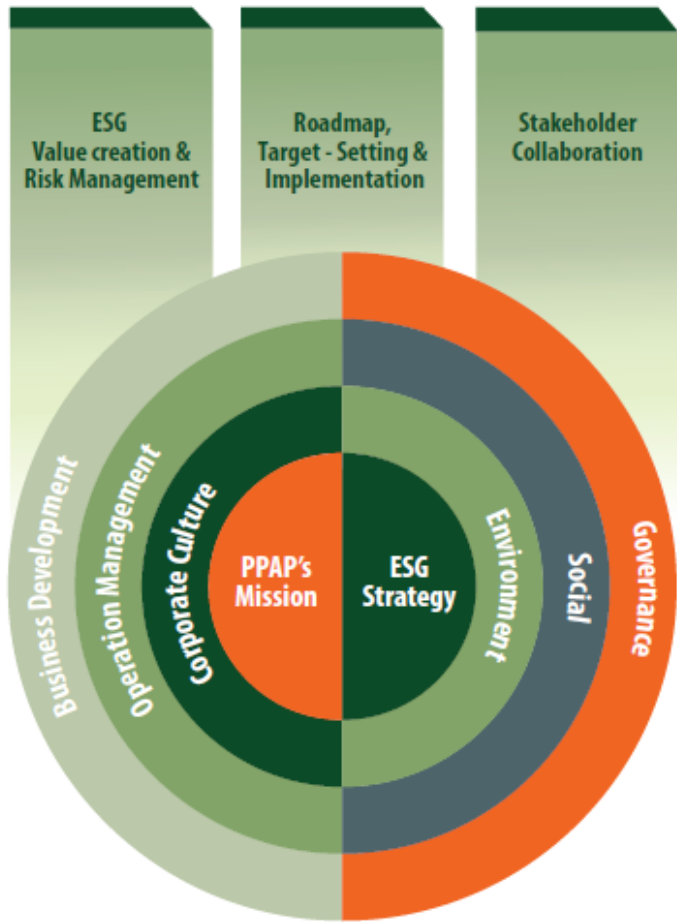 ESG
Value creation &
Risk Management
Roadmap,
Target - Setting &
Implementation
Stakeholder
Collaboration
Business Development
Operation Management
Corporate Culture
PPAP's
Mission
ESG
Strategy
Environment
Social
Governance